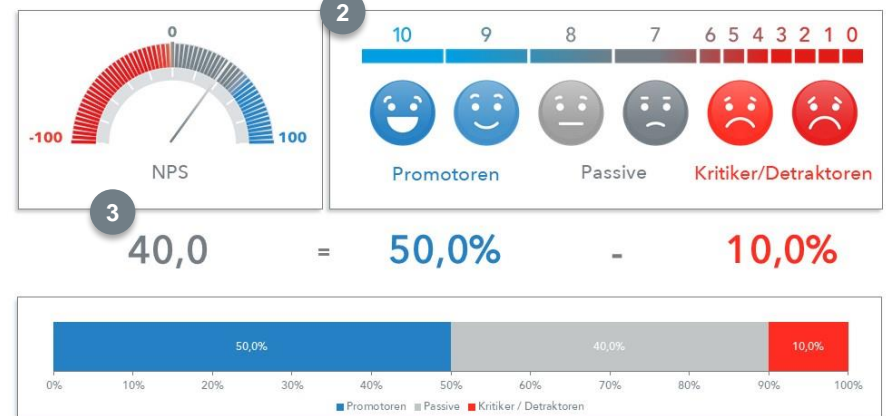 2
0
-100
100
NPS
10 9 8 7 6 5 4 3 2 1 0
Promotoren Passive Kritiker/Detraktoren
3
40,0 = 50,0% - 10,0%
50,0% 40,0% 10,0%
0% 10% 20% 30% 40% 50% 60% 70% 80% 90% 100%
Promotoren Passive Kritiker / Detraktoren